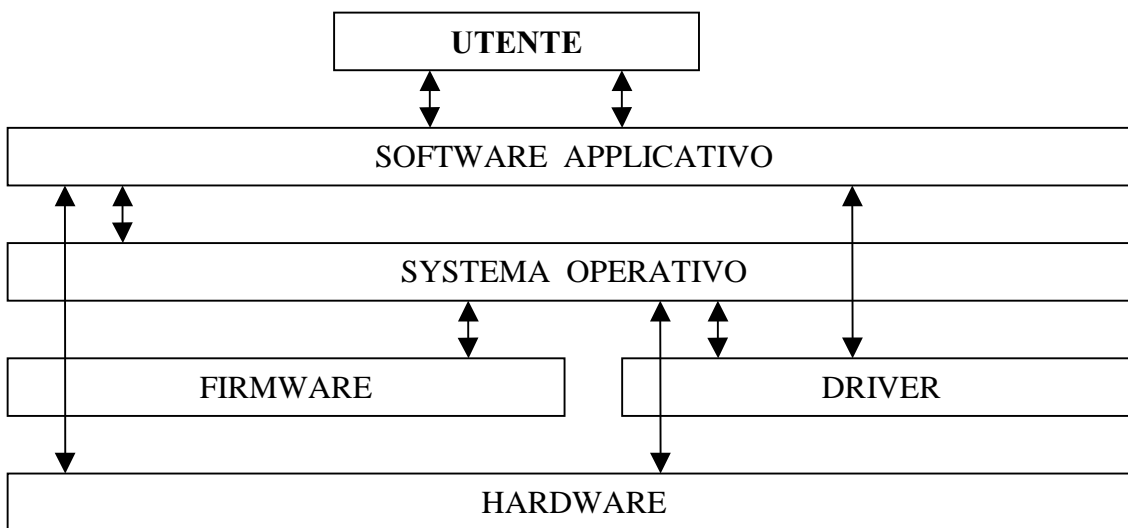 UTENTE
SOFTWARE APPLICATIVO
SYSTEMA OPERATIVO
FIRMWARE
DRIVER
HARDWARE